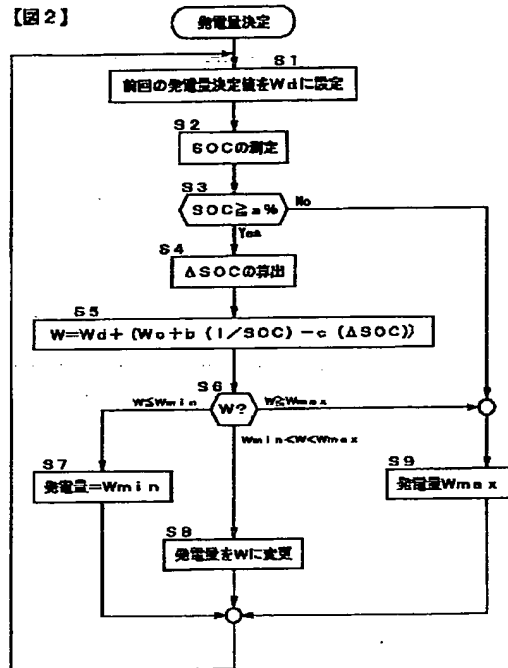 【図2】
発電量決定
S1
前回の発電量決定値をWdに設定
S2
SOCの測定
S3
SOC≧a%
No
Yes
S4
ΔSOCの算出
S5
W=Wd+(Wo+b(1/SOC)-c(ΔSOC))
S6
W≦Wmin
W?
W≧Wmax
Wmin<W<Wmax
S7
発電量=Wmin
S9
発電量Wmax
S8
発電量をWに変更